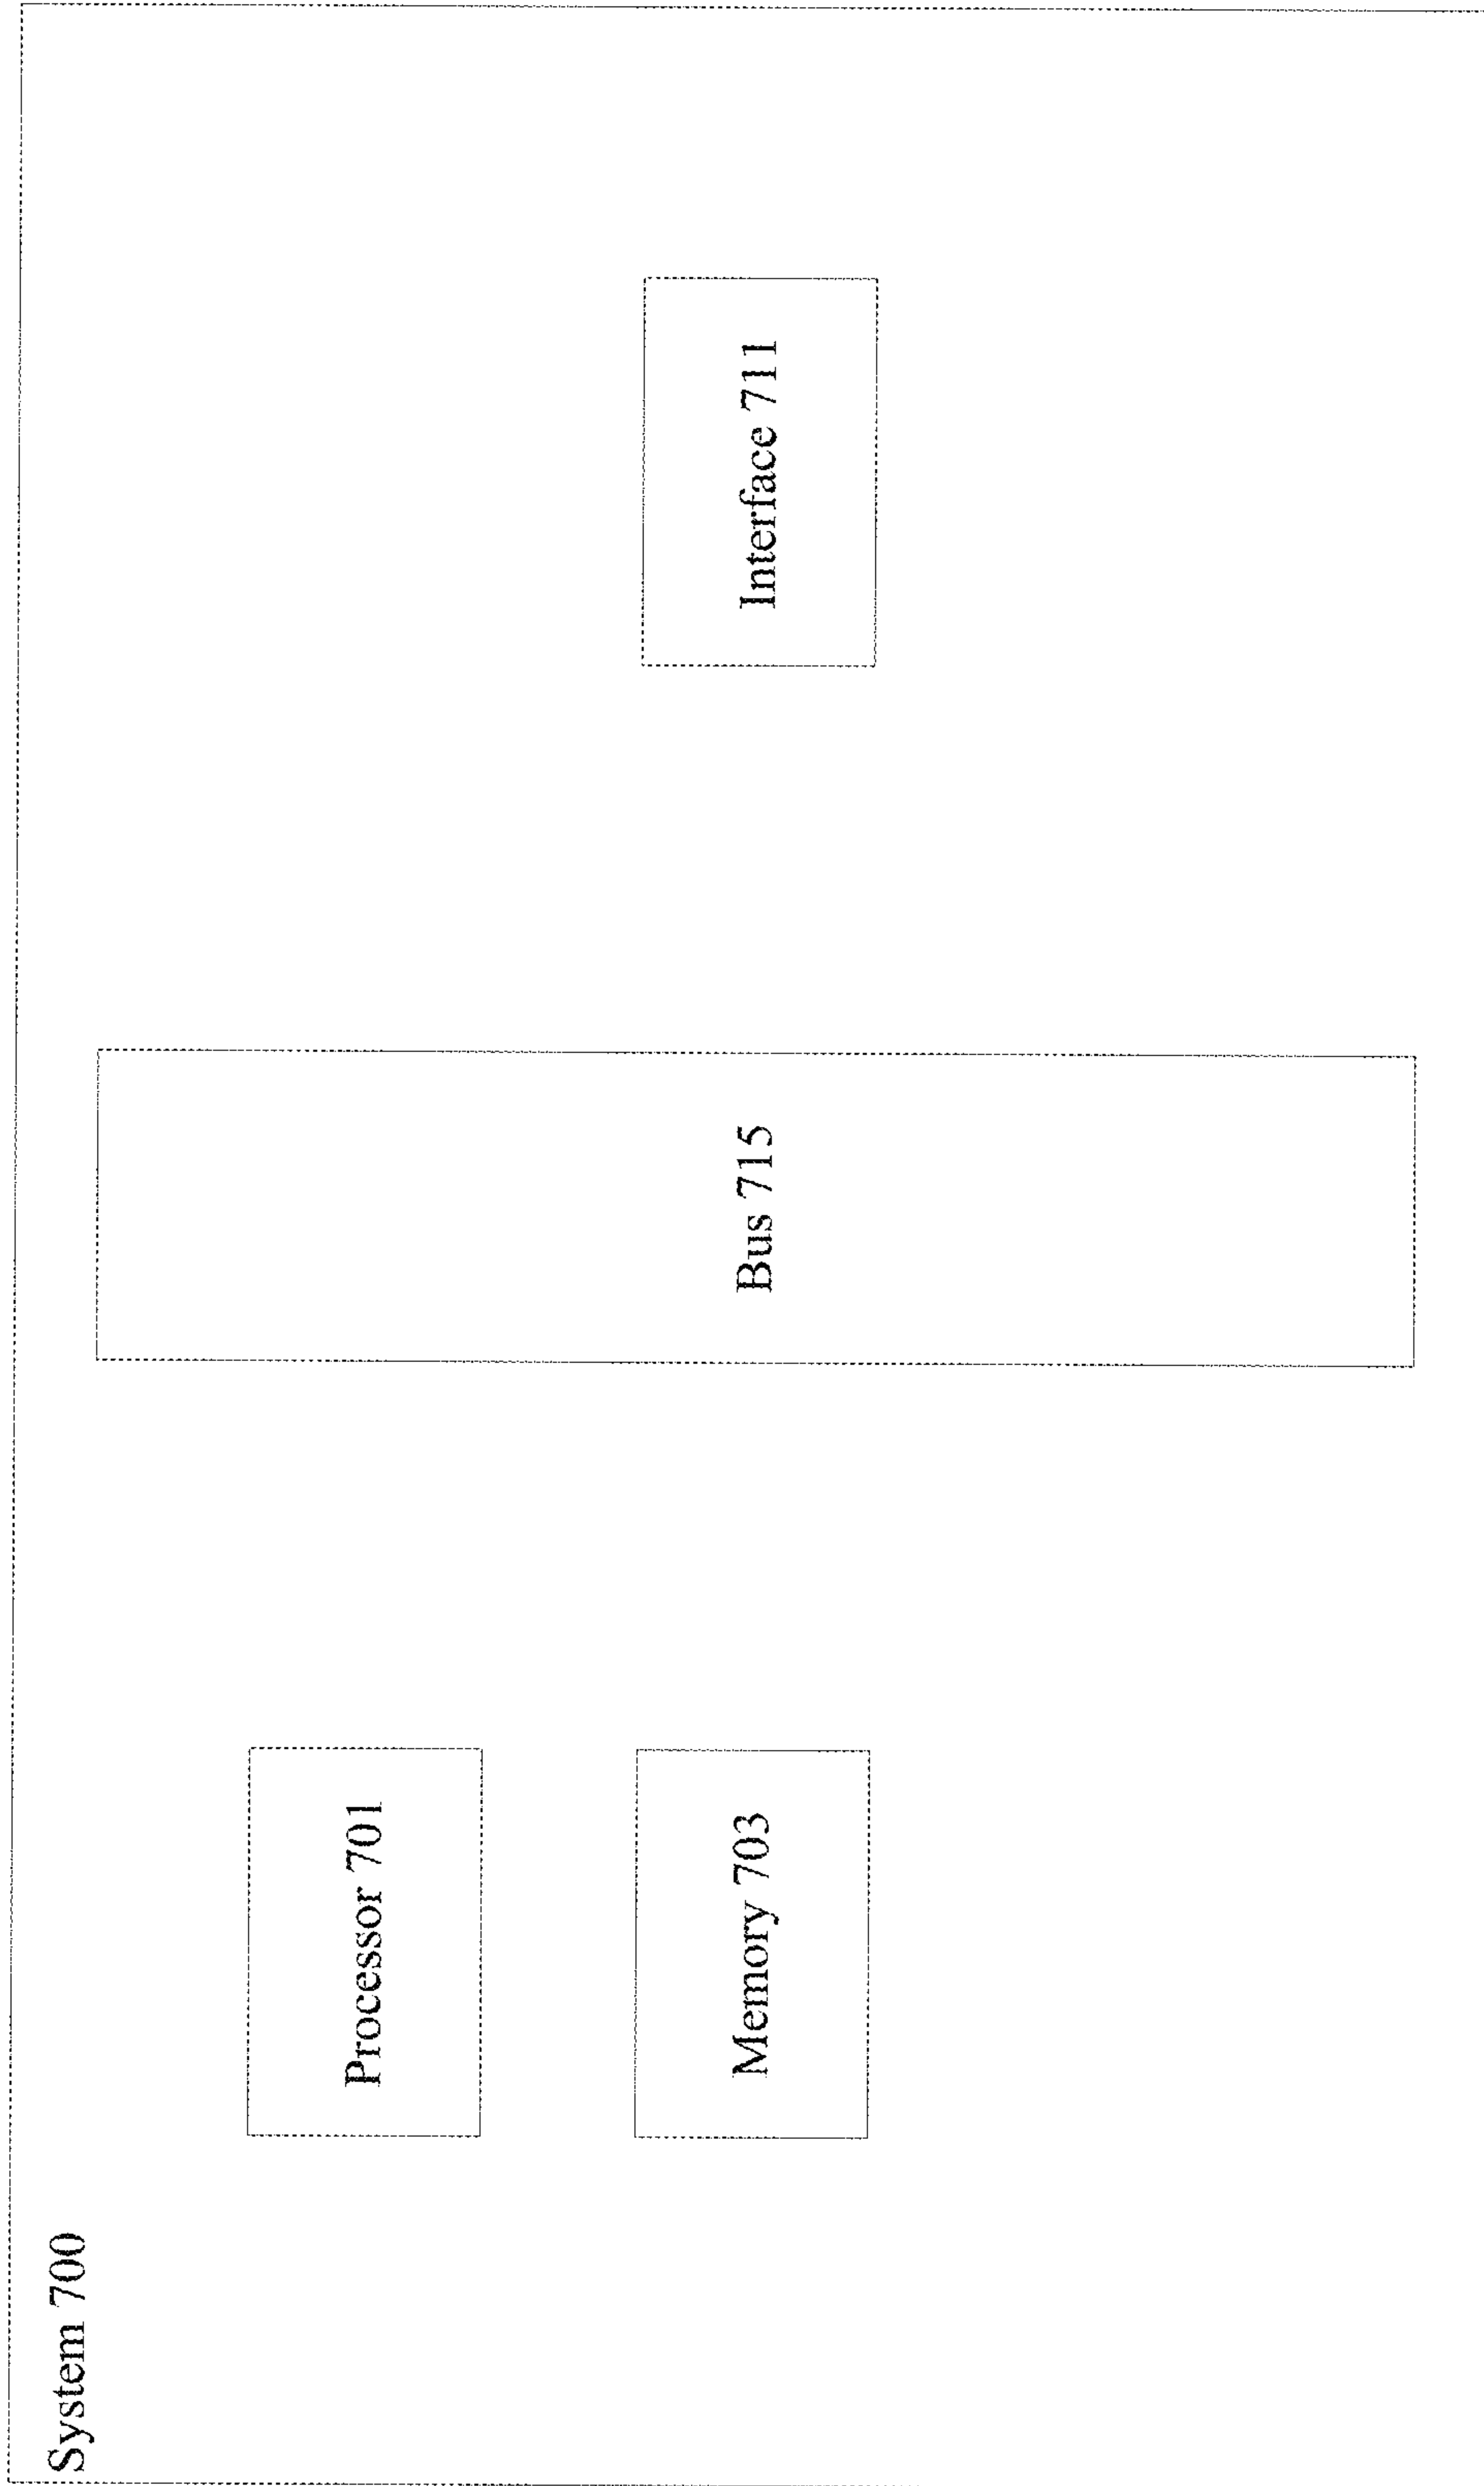 System 700
Processor 701
Memory 703
Bus 715
Interface 711